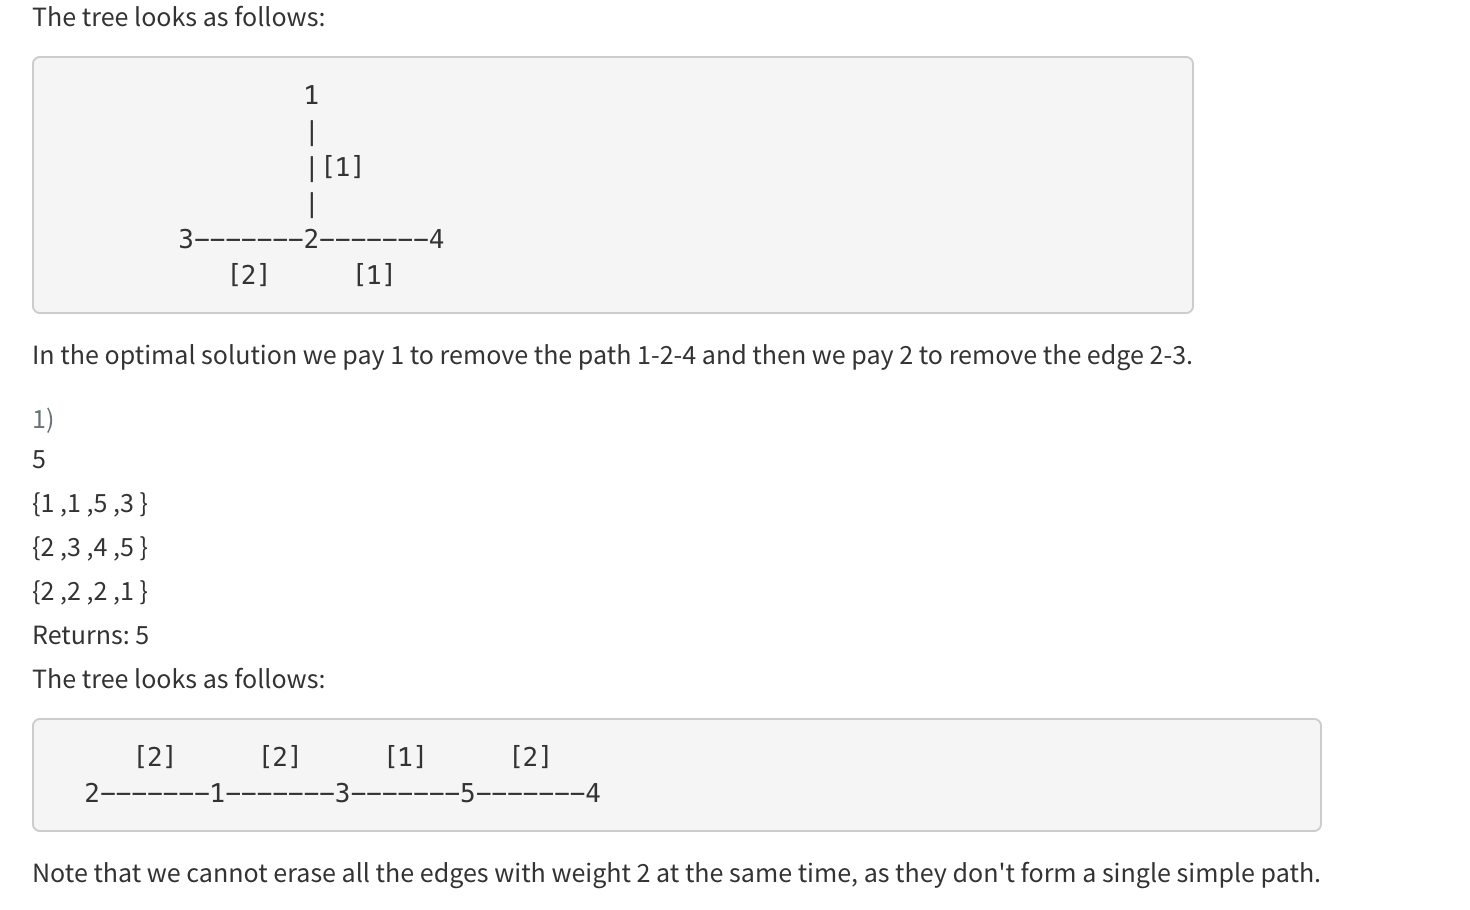 The tree looks as follows:
1
|
|[1]
|
3-------2-------4
[2]     [1]
In the optimal solution we pay 1 to remove the path 1-2-4 and then we pay 2 to remove the edge 2-3.
1)
5
{1 ,1 ,5 ,3 }
{2 ,3 ,4 ,5 }
{2 ,2 ,2 ,1 }
Returns: 5
The tree looks as follows:
[2]     [2]     [1]     [2]
2-------1-------3-------5-------4
Note that we cannot erase all the edges with weight 2 at the same time, as they don't form a single simple path.